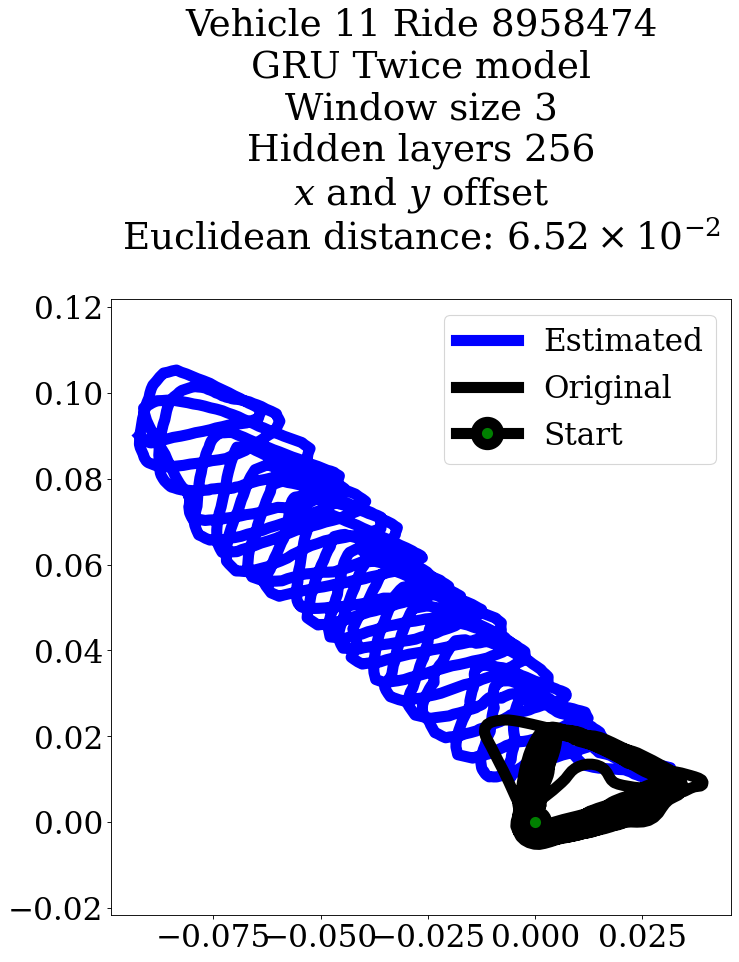 Vehicle 11 Ride 8958474
GRU Twice model
Window size 3
Hidden layers 256
x and y offset
Euclidean distance: 6.52 × 10⁻²
0.12
0.10
0.08
0.06
0.04
0.02
0.00
−0.02
Estimated
Original
Start
−0.075 −0.050 −0.025 0.000 0.025